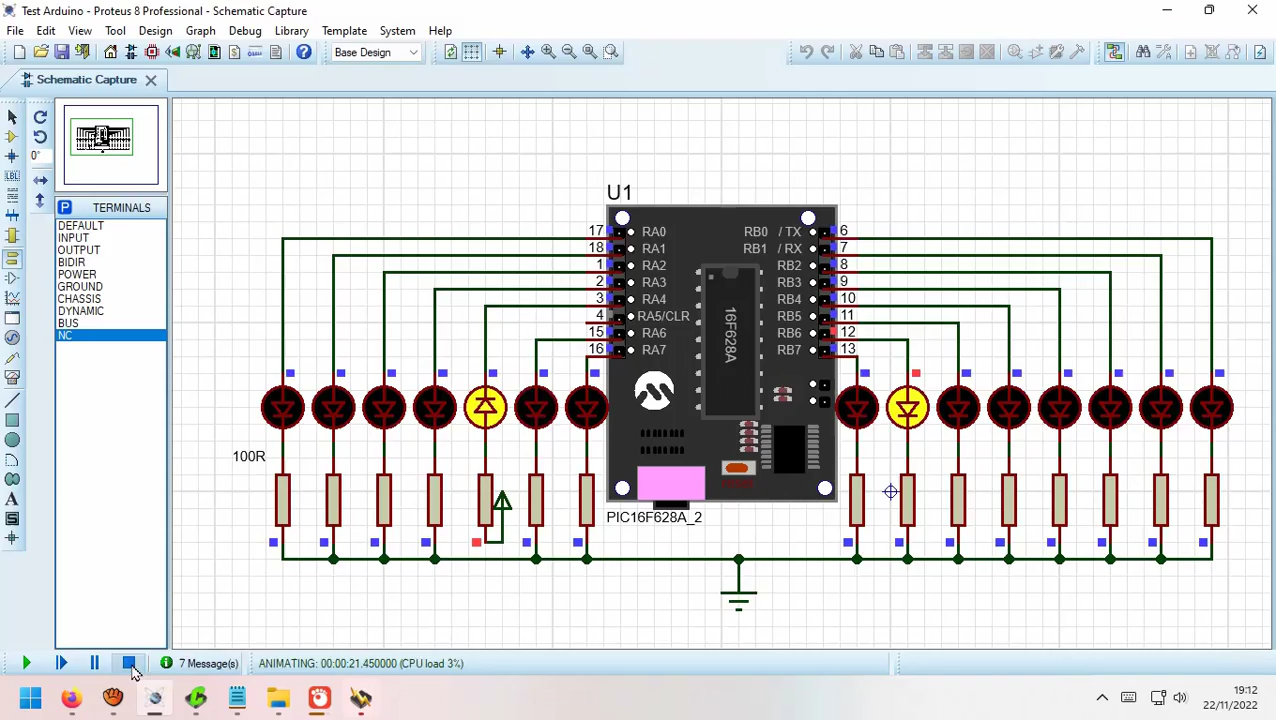 Test Arduino - Proteus 8 Professional - Schematic Capture
File Edit View Tool Design Graph Debug Library Template System Help
Base Design
Schematic Capture
LBL
0°
P TERMINALS
DEFAULT
INPUT
OUTPUT
BIDIR
POWER
GROUND
CHASSIS
DYNAMIC
BUS
NC
A
U1
17 RA0 RB0 / TX 6
18 RA1 RB1 / RX 7
1 RA2 RB2 8
2 RA3 RB3 9
3 RA4 RB4 10
4 RA5/CLR RB5 11
15 RA6 RB6 12
16 RA7 RB7 13
16F628A
100R
PIC16F628A_2
7 Message(s) ANIMATING: 00:00:21.450000 (CPU load 3%)
19:12
22/11/2022